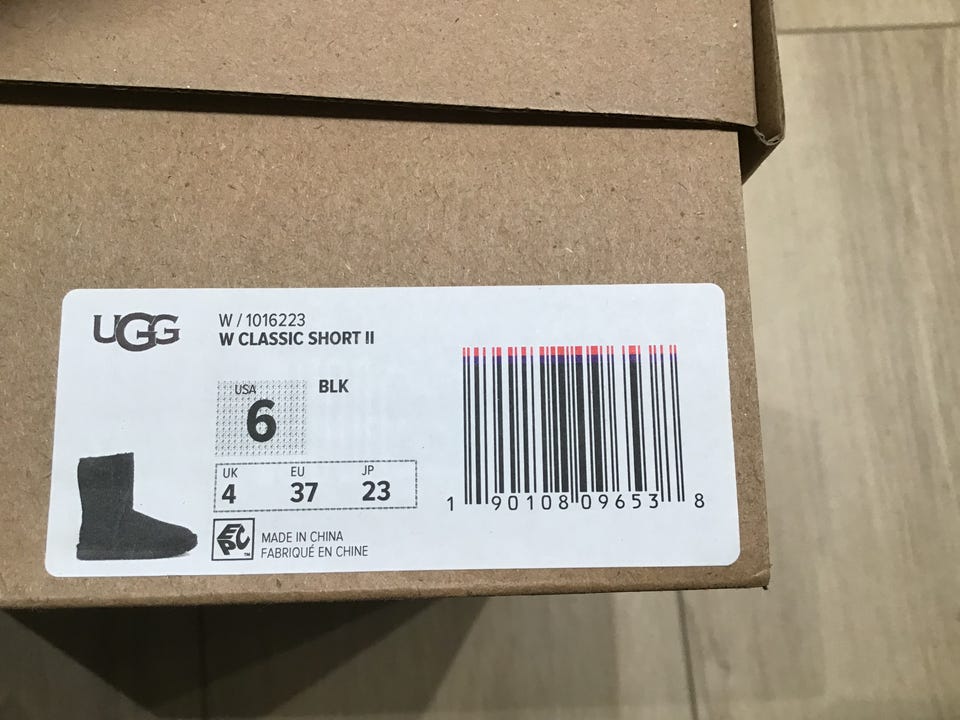 UGG
W / 1016223
W CLASSIC SHORT II
USA
6
BLK
UK EU JP
4 37 23
EPC™
MADE IN CHINA
FABRIQUÉ EN CHINE
1 90108 09653 8